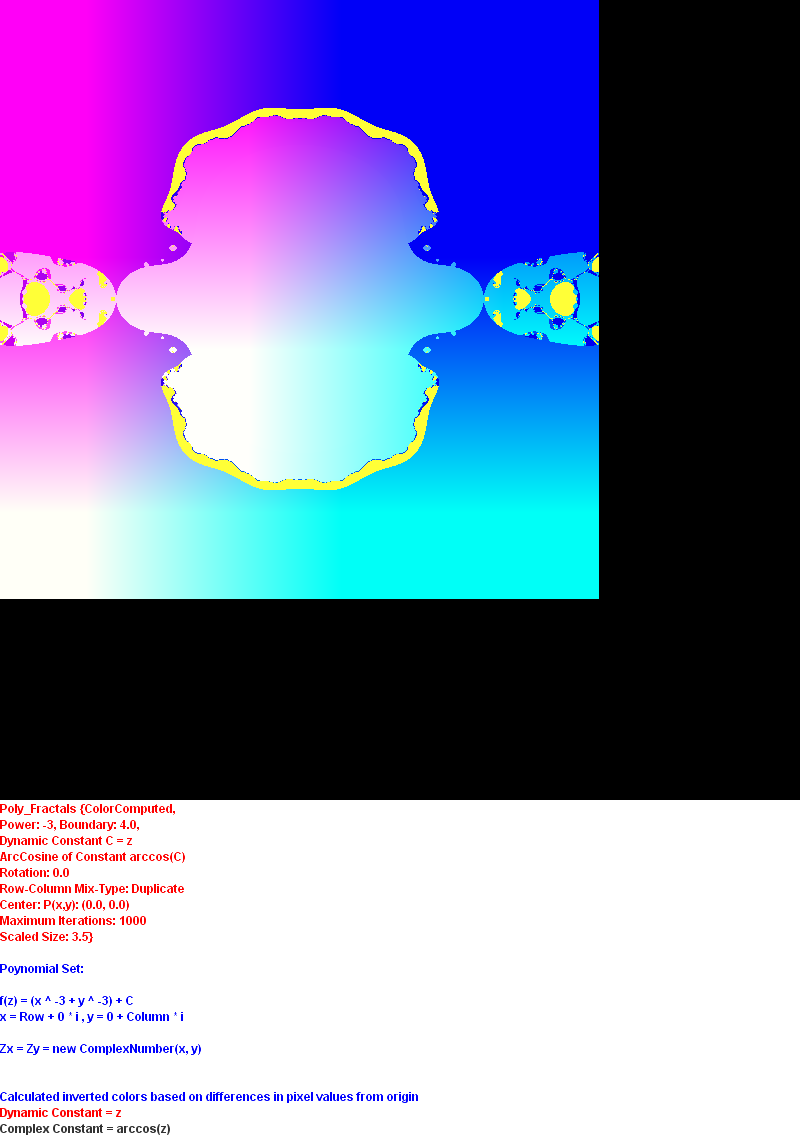 Poly_Fractals {ColorComputed,
Power: -3, Boundary: 4.0,
Dynamic Constant C = z
ArcCosine of Constant arccos(C)
Rotation: 0.0
Row-Column Mix-Type: Duplicate
Center: P(x,y): (0.0, 0.0)
Maximum Iterations: 1000
Scaled Size: 3.5}
Poynomial Set:
f(z) = (x ^ -3 + y ^ -3) + C
x = Row + 0 * i , y = 0 + Column * i
Zx = Zy = new ComplexNumber(x, y)
Calculated inverted colors based on differences in pixel values from origin
Dynamic Constant = z
Complex Constant = arccos(z)